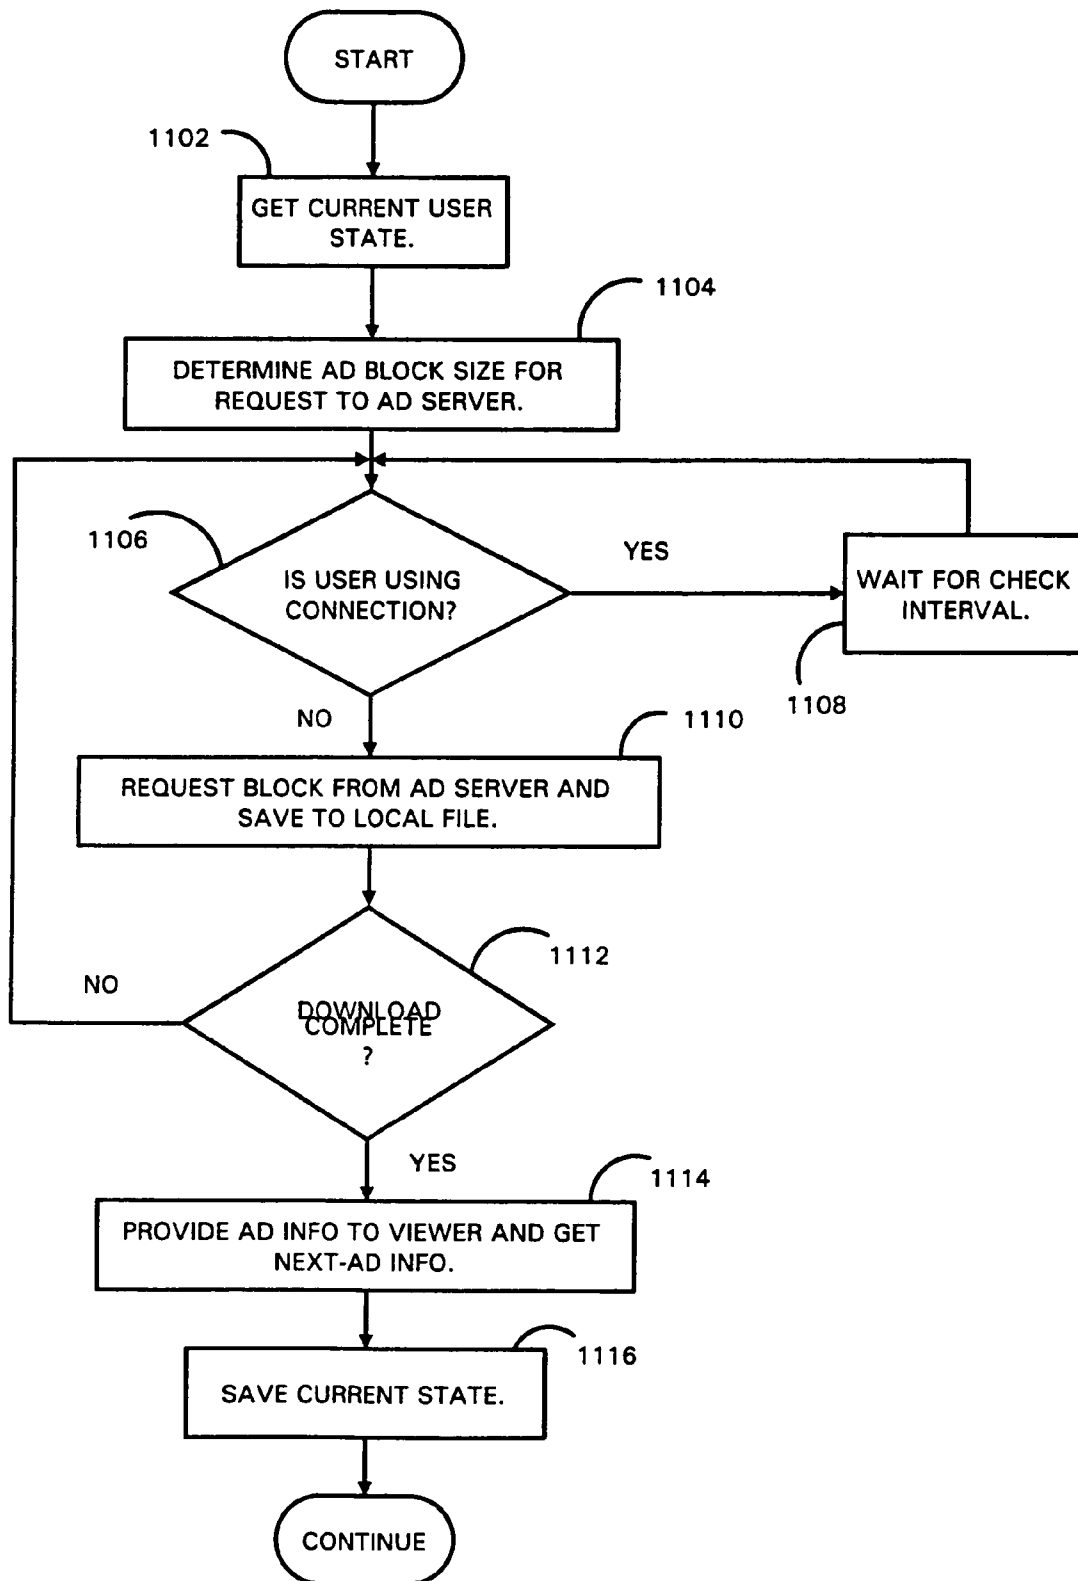 START
1102
GET CURRENT USER
STATE.
1104
DETERMINE AD BLOCK SIZE FOR
REQUEST TO AD SERVER.
1106
IS USER USING
CONNECTION?
YES
WAIT FOR CHECK
INTERVAL.
1108
NO
1110
REQUEST BLOCK FROM AD SERVER AND
SAVE TO LOCAL FILE.
1112
NO
DOWNLOAD
COMPLETE
?
YES
1114
PROVIDE AD INFO TO VIEWER AND GET
NEXT-AD INFO.
1116
SAVE CURRENT STATE.
CONTINUE